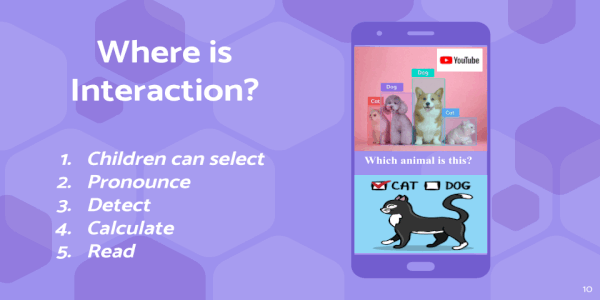 Where is
Interaction?
1. Children can select
2. Pronounce
3. Detect
4. Calculate
5. Read
YouTube
Dog
Dog
Cat
Cat
Which animal is this?
CAT DOG
10